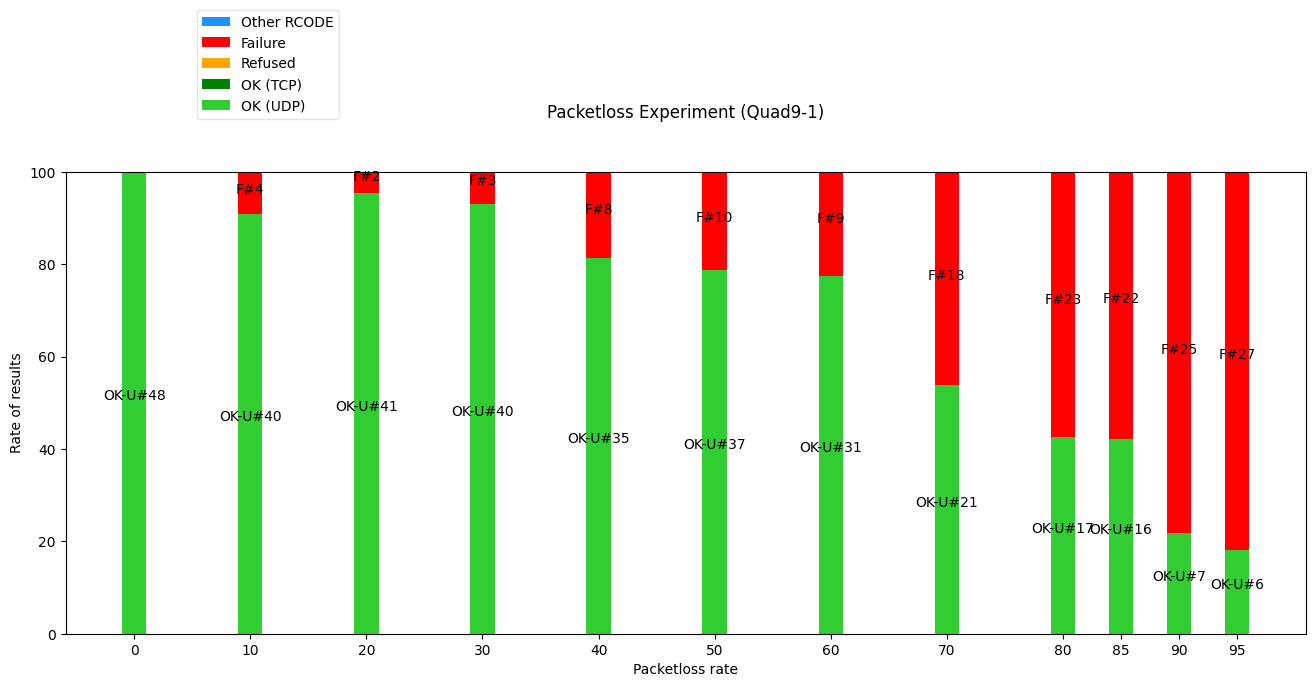 Other RCODE
Failure
Refused
OK (TCP)
OK (UDP)
Packetloss Experiment (Quad9-1)
100
80
60
40
20
0
Rate of results
F#4
F#2
F#3
F#8
F#10
F#9
F#18
F#23
F#22
F#25
F#27
OK-U#48
OK-U#40
OK-U#41
OK-U#40
OK-U#35
OK-U#37
OK-U#31
OK-U#21
OK-U#17
OK-U#16
OK-U#7
OK-U#6
0 10 20 30 40 50 60 70 80 85 90 95
Packetloss rate